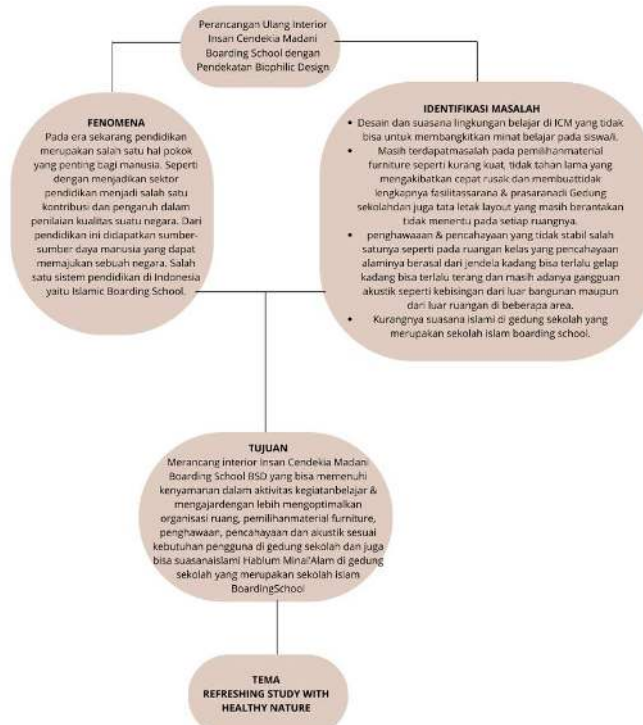 Perancangan Ulang Interior
Insan Cendekia Madani
Boarding School dengan
Pendekatan Biophilic Design
FENOMENA
Pada era sekarang pendidikan
merupakan salah satu hal pokok
yang penting bagi manusia. Seperti
dengan menjadikan sektor
pendidikan menjadi salah satu
kontribusi dan pengaruh dalam
penilaian kualitas suatu negara. Dari
pendidikan ini didapatkan sumber-
sumber daya manusia yang dapat
memajukan sebuah negara. Salah
satu sistem pendidikan di Indonesia
yaitu Islamic Boarding School.
IDENTIFIKASI MASALAH
• Desain dan suasana lingkungan belajar di ICM yang tidak
bisa untuk membangkitkan minat belajar pada siswa/i.
• Masih terdapatmasalah pada pemilihanmaterial
furniture seperti kurang kuat, tidak tahan lama yang
mengakibatkan cepat rusak dan membuattidak
lengkapnya fasilitassarana & prasaranadi Gedung
sekolahdan juga tata letak layout yang masih berantakan
tidak menentu pada setiap ruangnya.
• penghawaaan & pencahayaan yang tidak stabil salah
satunya seperti pada ruangan kelas yang pencahayaan
alaminya berasal dari jendela kadang bisa terlalu gelap
kadang bisa terlalu terang dan masih adanya gangguan
akustik seperti kebisingan dari luar bangunan maupun
dari luar ruangan di beberapa area.
• Kurangnya suasana islami di gedung sekolah yang
merupakan sekolah islam boarding school.
TUJUAN
Merancang interior Insan Cendekia Madani
Boarding School BSD yang bisa memenuhi
kenyamanan dalam aktivitas kegiatanbelajar &
mengajardengan lebih mengoptimalkan
organisasi ruang, pemilihanmaterial furniture,
penghawaan, pencahayaan dan akustik sesuai
kebutuhan pengguna di gedung sekolah dan juga
bisa suasanaislami Hablum Minal'Alam di gedung
sekolah yang merupakan sekolah islam
BoardingSchool
TEMA
REFRESHING STUDY WITH
HEALTHY NATURE